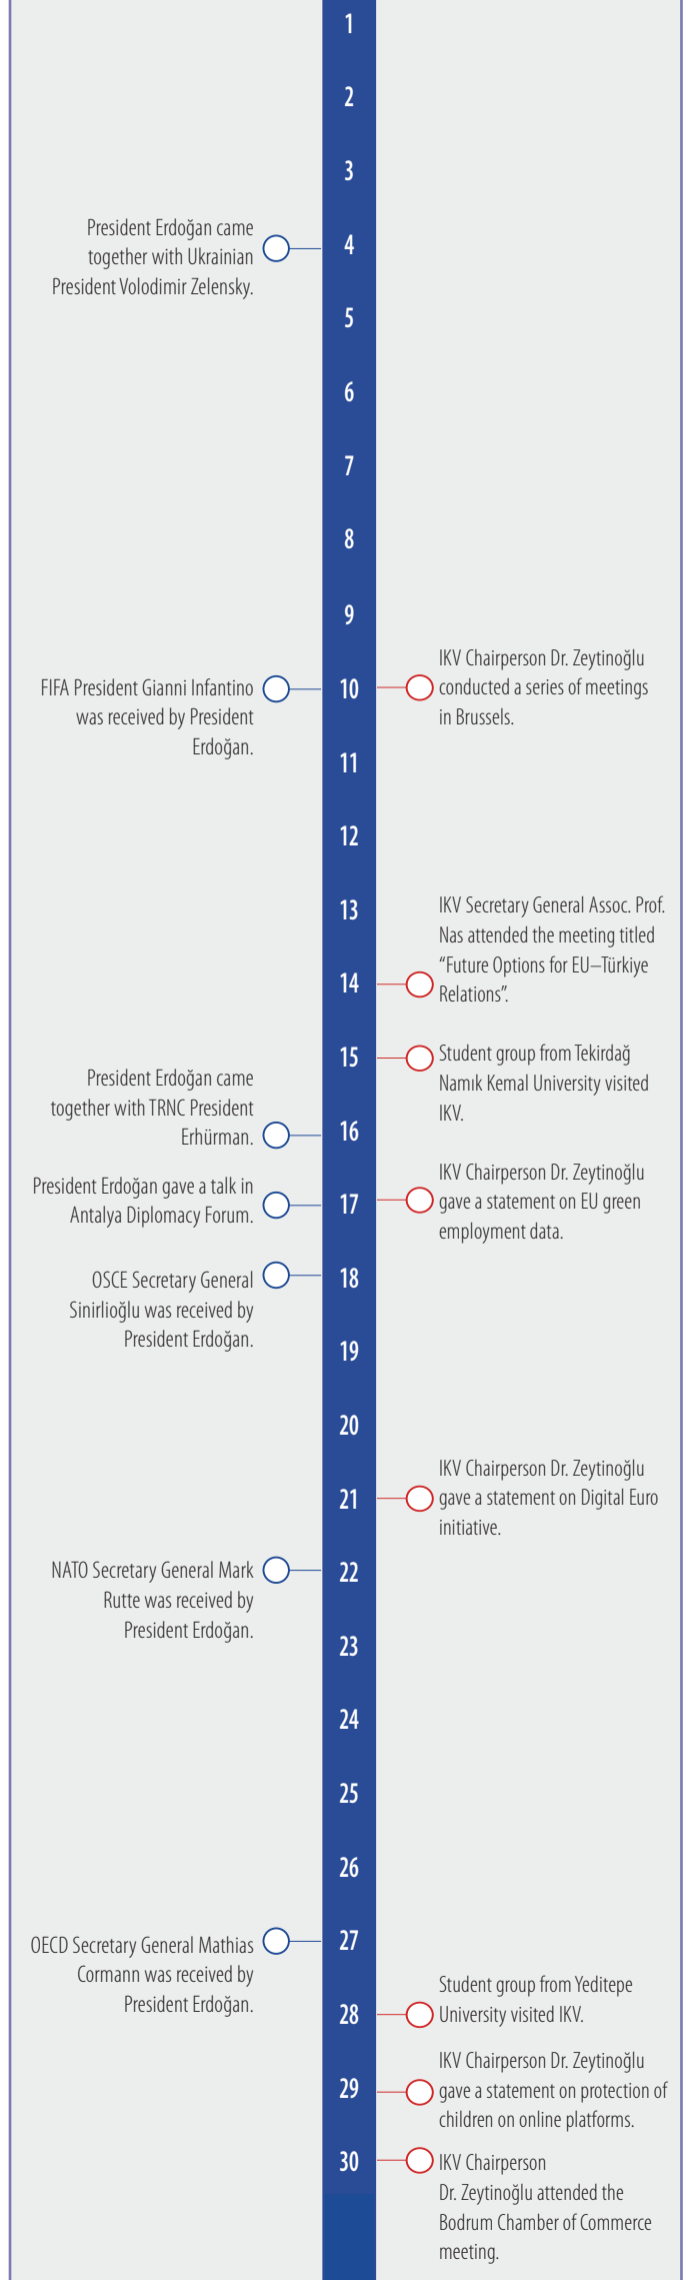 1
2
3
President Erdoğan came
together with Ukrainian
President Volodimir Zelensky.
4
5
6
7
8
9
FIFA President Gianni Infantino
was received by President
Erdoğan.
10
IKV Chairperson Dr. Zeytinoğlu
conducted a series of meetings
in Brussels.
11
12
13
IKV Secretary General Assoc. Prof.
Nas attended the meeting titled
“Future Options for EU–Türkiye
Relations”.
14
15
Student group from Tekirdağ
Namık Kemal University visited
IKV.
President Erdoğan came
together with TRNC President
Erhürman.
16
President Erdoğan gave a talk in
Antalya Diplomacy Forum.
17
IKV Chairperson Dr. Zeytinoğlu
gave a statement on EU green
employment data.
OSCE Secretary General
Sinirlioğlu was received by
President Erdoğan.
18
19
20
21
IKV Chairperson Dr. Zeytinoğlu
gave a statement on Digital Euro
initiative.
NATO Secretary General Mark
Rutte was received by
President Erdoğan.
22
23
24
25
26
27
OECD Secretary General Mathias
Cormann was received by
President Erdoğan.
28
Student group from Yeditepe
University visited IKV.
29
IKV Chairperson Dr. Zeytinoğlu
gave a statement on protection of
children on online platforms.
30
IKV Chairperson
Dr. Zeytinoğlu attended the
Bodrum Chamber of Commerce
meeting.